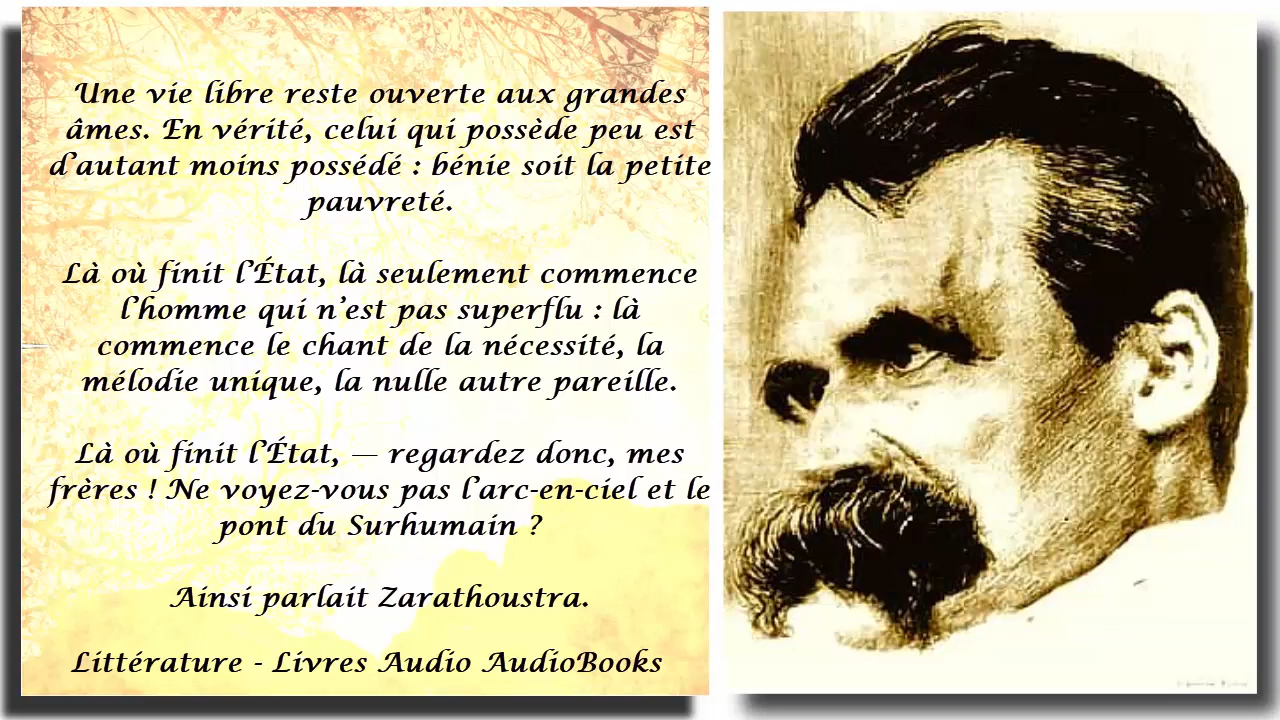 Une vie libre reste ouverte aux grandes
âmes. En vérité, celui qui possède peu est
d'autant moins possédé : bénie soit la petite
pauvreté.
Là où finit l'État, là seulement commence
l'homme qui n'est pas superflu : là
commence le chant de la nécessité, la
mélodie unique, la nulle autre pareille.
Là où finit l'État, — regardez donc, mes
frères ! Ne voyez-vous pas l'arc-en-ciel et le
pont du Surhumain ?
Ainsi parlait Zarathoustra.
Littérature - Livres Audio AudioBooks